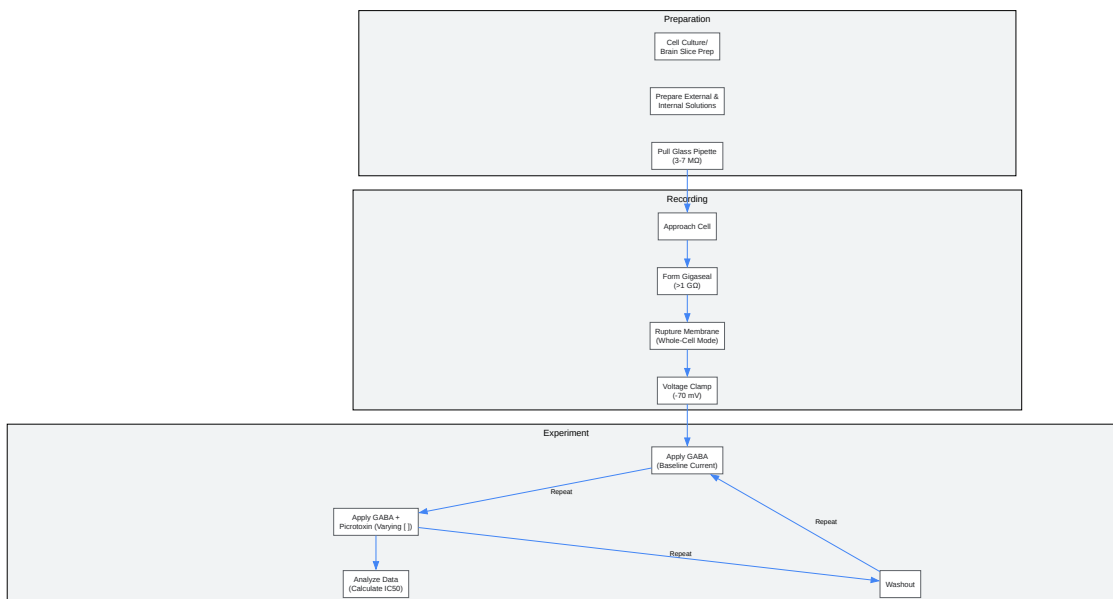 Preparation
Cell Culture/
Brain Slice Prep
Prepare External &
Internal Solutions
Pull Glass Pipette
(3-7 MΩ)
Recording
Approach Cell
Form Gigaseal
(>1 GΩ)
Rupture Membrane
(Whole-Cell Mode)
Voltage Clamp
(-70 mV)
Experiment
Apply GABA
(Baseline Current)
Repeat
Apply GABA +
Picrotoxin (Varying [ ])
Repeat
Repeat
Analyze Data
(Calculate IC50)
Washout